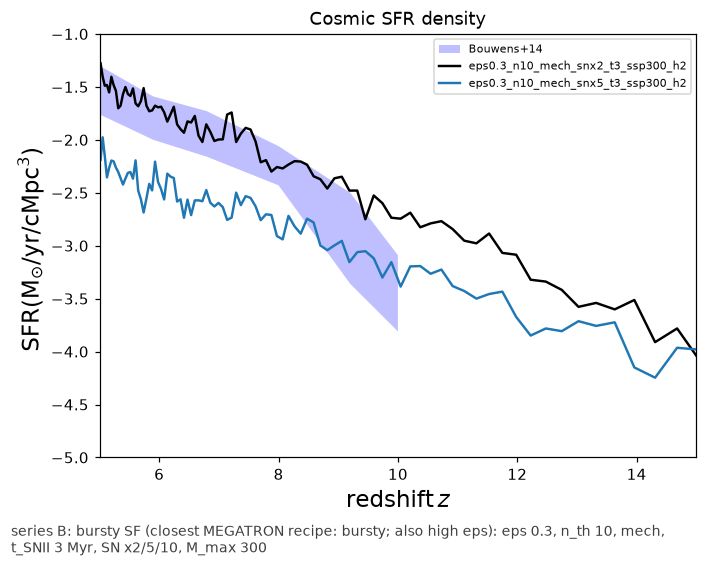 Cosmic SFR density
Bouwens+14
eps0.3_n10_mech_snx2_t3_ssp300_h2
eps0.3_n10_mech_snx5_t3_ssp300_h2
SFR(M⊙/yr/cMpc³)
−1.0
−1.5
−2.0
−2.5
−3.0
−3.5
−4.0
−4.5
−5.0
6 8 10 12 14
redshift z
series B: bursty SF (closest MEGATRON recipe: bursty; also high eps): eps 0.3, n_th 10, mech,
t_SNII 3 Myr, SN x2/5/10, M_max 300